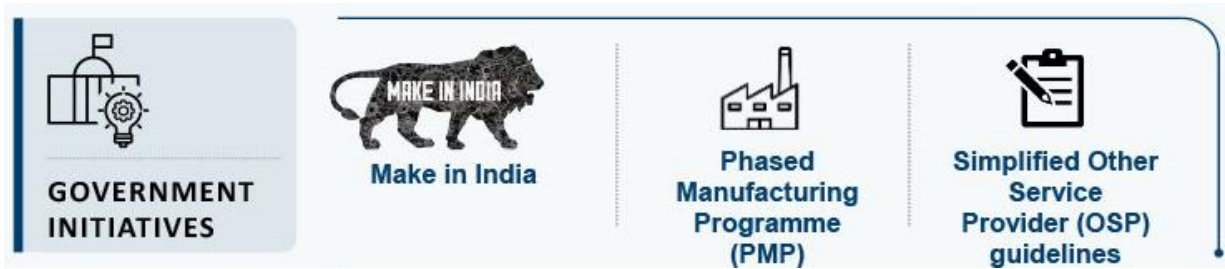 GOVERNMENT
INITIATIVES
MAKE IN INDIA
Make in India
Phased
Manufacturing
Programme
(PMP)
Simplified Other
Service
Provider (OSP)
guidelines